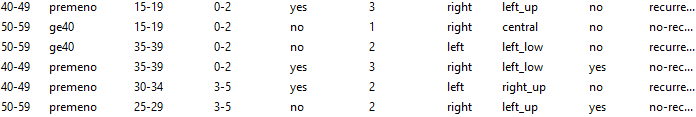 40-49 premeno 15-19 0-2 yes 3 right left_up no recurre...
50-59 ge40 15-19 0-2 no 1 right central no no-rec...
50-59 ge40 35-39 0-2 no 2 left left_low no recurre...
40-49 premeno 35-39 0-2 yes 3 right left_low yes no-rec...
40-49 premeno 30-34 3-5 yes 2 left right_up no recurre...
50-59 premeno 25-29 3-5 no 2 right left_up yes no-rec...